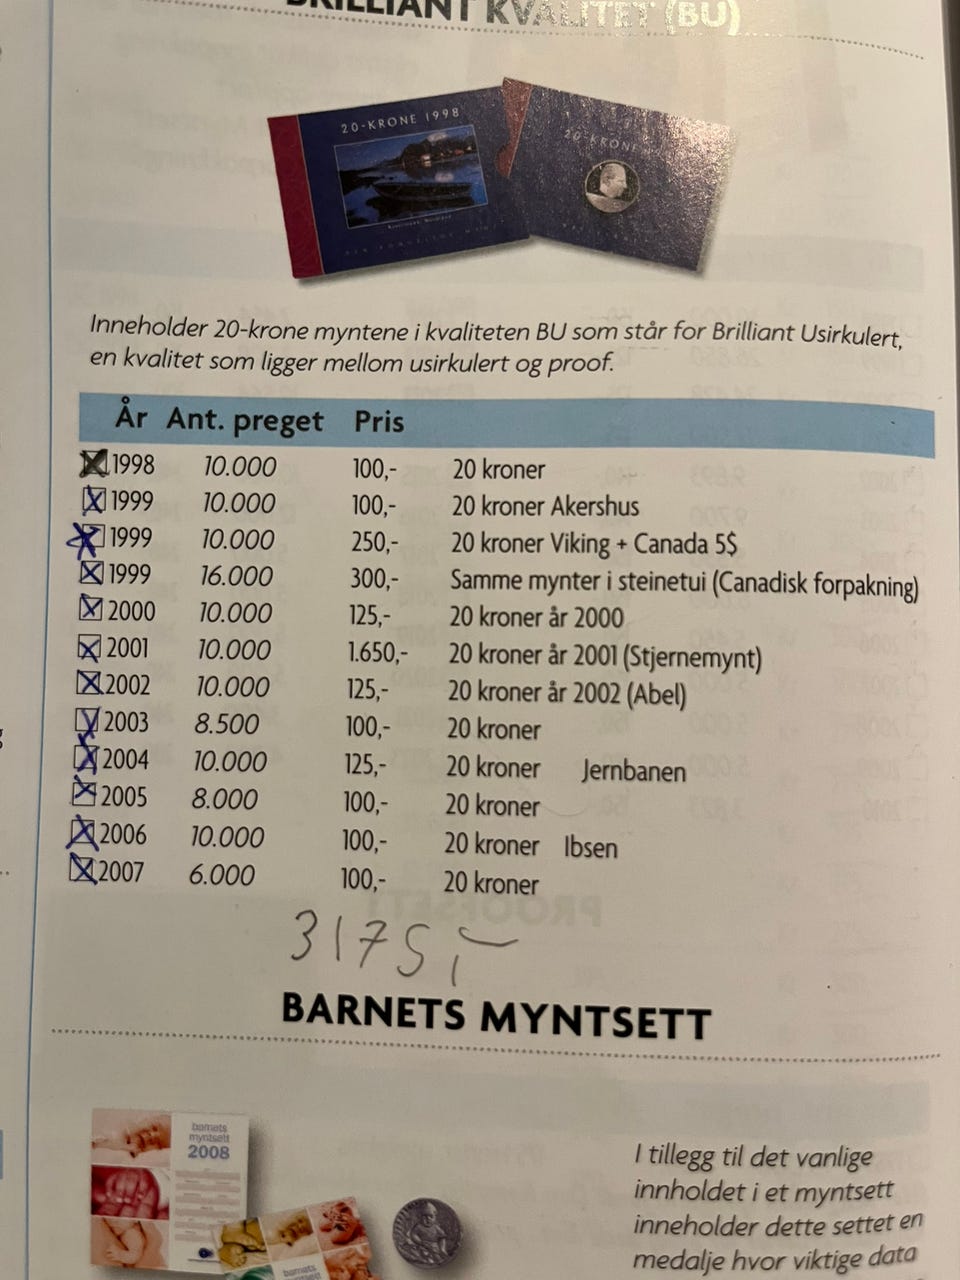 BRILLIANT KVALITET (BU)
20-KRONE 1998
20-KRONE
Inneholder 20-krone myntene i kvaliteten BU som står for Brilliant Usirkulert,
en kvalitet som ligger mellom usirkulert og proof.
År Ant. preget Pris
1998 10.000 100,- 20 kroner
1999 10.000 100,- 20 kroner Akershus
1999 10.000 250,- 20 kroner Viking + Canada 5$
1999 16.000 300,- Samme mynter i steinetui (Canadisk forpakning)
2000 10.000 125,- 20 kroner år 2000
2001 10.000 1.650,- 20 kroner år 2001 (Stjernemynt)
2002 10.000 125,- 20 kroner år 2002 (Abel)
2003 8.500 100,- 20 kroner
2004 10.000 125,- 20 kroner Jernbanen
2005 8.000 100,- 20 kroner
2006 10.000 100,- 20 kroner Ibsen
2007 6.000 100,- 20 kroner
3175,-
BARNETS MYNTSETT
barnets
myntsett
2008
barnets
myntsett
I tillegg til det vanlige
innholdet i et myntsett
inneholder dette settet en
medalje hvor viktige data